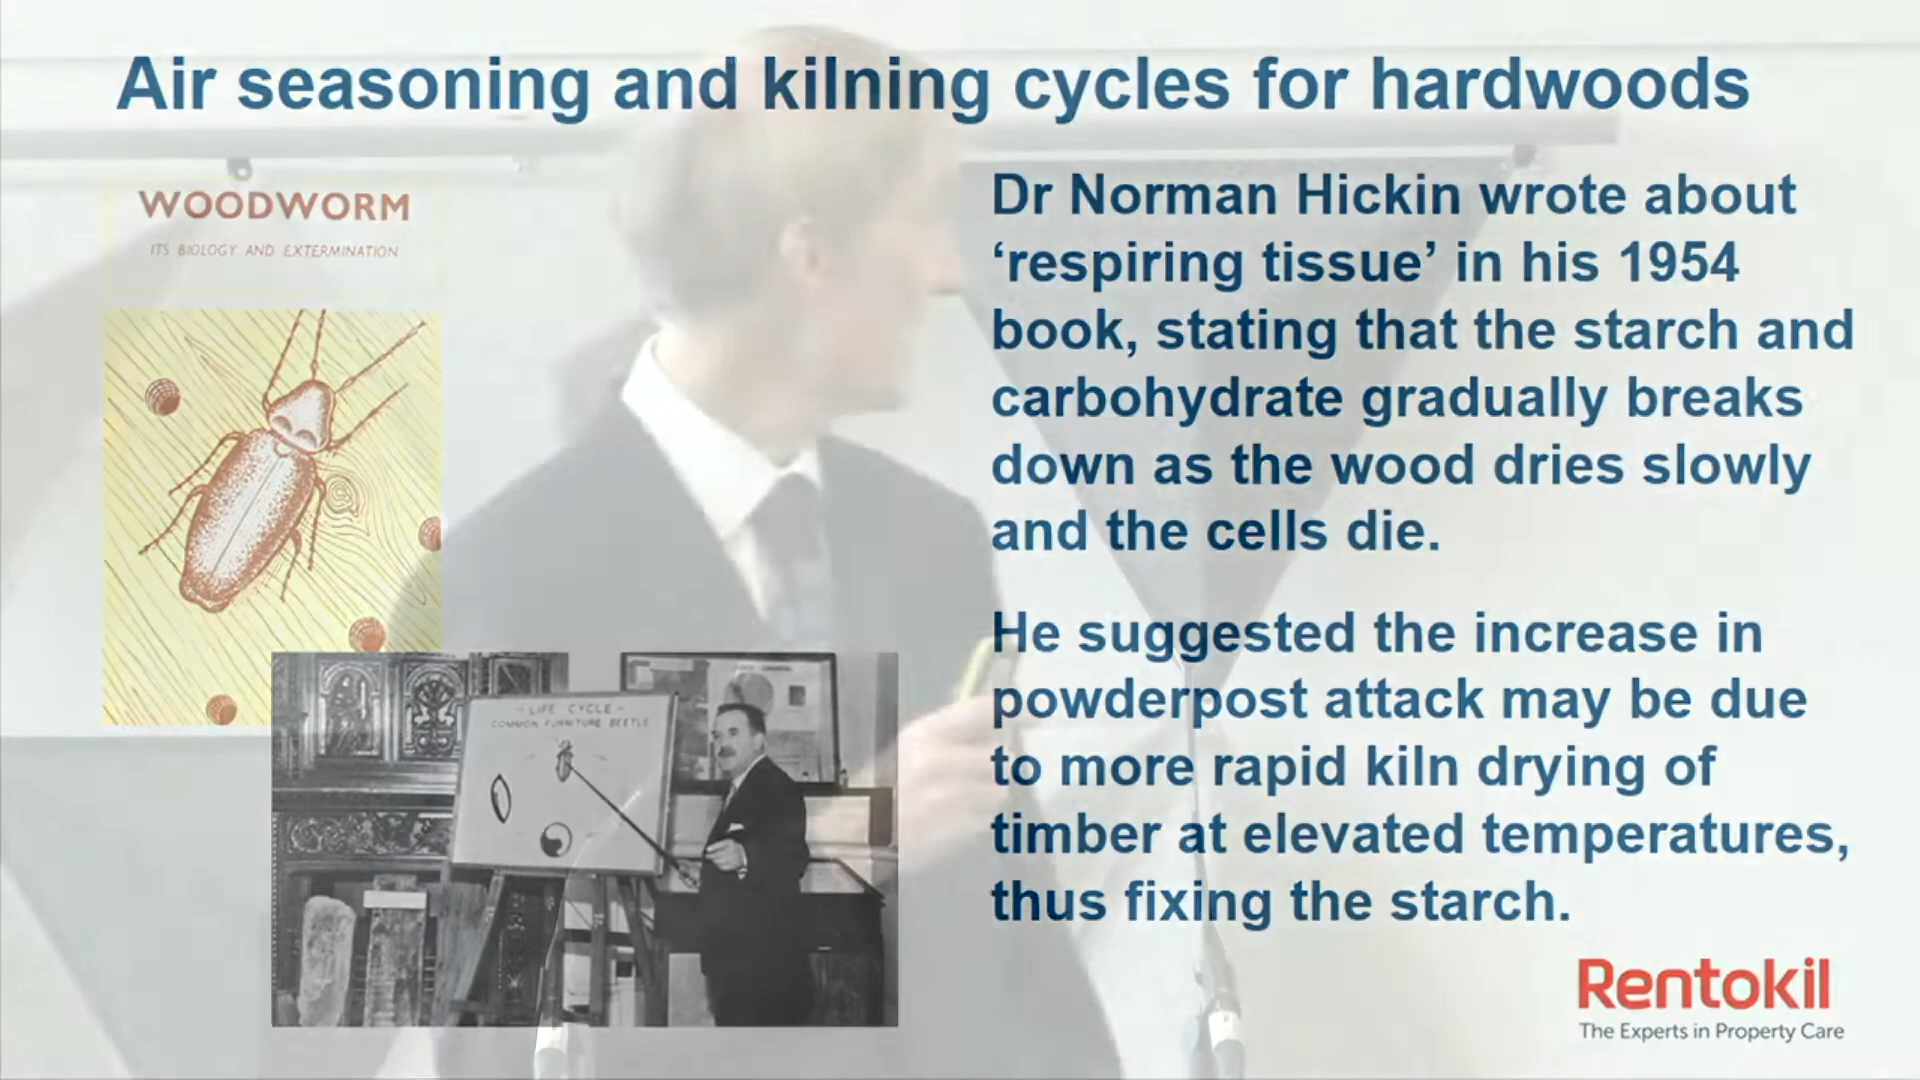 Air seasoning and kilning cycles for hardwoods
WOODWORM
ITS BIOLOGY AND EXTERMINATION
Dr Norman Hickin wrote about
‘respiring tissue’ in his 1954
book, stating that the starch and
carbohydrate gradually breaks
down as the wood dries slowly
and the cells die.
He suggested the increase in
powderpost attack may be due
to more rapid kiln drying of
timber at elevated temperatures,
thus fixing the starch.
- LIFE CYCLE -
COMMON FURNITURE BEETLE
Rentokil
The Experts in Property Care